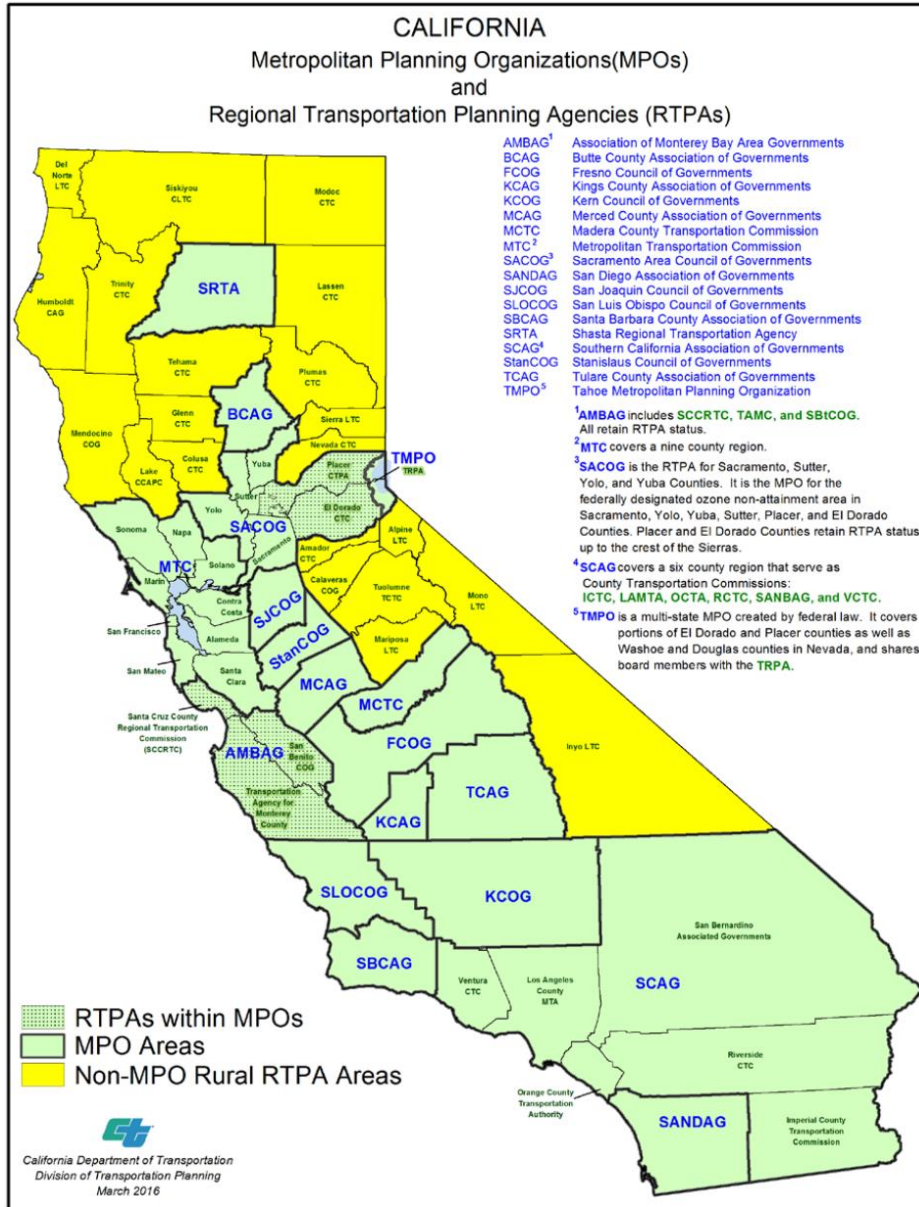 CALIFORNIA
Metropolitan Planning Organizations(MPOs)
and
Regional Transportation Planning Agencies (RTPAs)
AMBAG¹ Association of Monterey Bay Area Governments
BCAG Butte County Association of Governments
FCOG Fresno Council of Governments
KCAG Kings County Association of Governments
KCOG Kern Council of Governments
MCAG Merced County Association of Governments
MCTC Madera County Transportation Commission
MTC² Metropolitan Transportation Commission
SACOG³ Sacramento Area Council of Governments
SANDAG San Diego Association of Governments
SJCOG San Joaquin Council of Governments
SLOCOG San Luis Obispo Council of Governments
SBCAG Santa Barbara County Association of Governments
SRTA Shasta Regional Transportation Agency
SCAG⁴ Southern California Association of Governments
StanCOG Stanislaus Council of Governments
TCAG Tulare County Association of Governments
TMPO⁵ Tahoe Metropolitan Planning Organization
¹AMBAG includes SCCRTC, TAMC, and SBtCOG.
All retain RTPA status.
²MTC covers a nine county region.
³SACOG is the RTPA for Sacramento, Sutter,
Yolo, and Yuba Counties. It is the MPO for the
federally designated ozone non-attainment area in
Sacramento, Yolo, Yuba, Sutter, Placer, and El Dorado
Counties. Placer and El Dorado Counties retain RTPA status
up to the crest of the Sierras.
⁴SCAG covers a six county region that serve as
County Transportation Commissions:
ICTC, LAMTA, OCTA, RCTC, SANBAG, and VCTC.
⁵TMPO is a multi-state MPO created by federal law. It covers
portions of El Dorado and Placer counties as well as
Washoe and Douglas counties in Nevada, and shares
board members with the TRPA.
Del
Norte
LTC
Siskiyou
CLTC
Modoc
CTC
Humboldt
CAG
Trinity
CTC
SRTA
Lassen
CTC
Tehama
CTC
Plumas
CTC
Mendocino
COG
Glenn
CTC
BCAG
Sierra LTC
Nevada CTC
Lake
CCAPC
Colusa
CTC
Yuba
Sutter
Placer
CTPA
TMPO
TRPA
El Dorado
CTC
Yolo
SACOG
Sacramento
Sonoma
Napa
Solano
MTC
Marin
Contra
Costa
San Francisco
Alameda
San Mateo
Santa
Clara
Alpine
LTC
Amador
CTC
Calaveras
COG
Tuolumne
TCTC
Mono
LTC
Mariposa
LTC
SJCOG
StanCOG
MCAG
MCTC
FCOG
Santa Cruz County
Regional Transportation
Commission
(SCCRTC)
AMBAG
San
Benito
COG
Transportation
Agency for
Monterey
County
Inyo LTC
TCAG
KCAG
SLOCOG
KCOG
SBCAG
Ventura
CTC
Los Angeles
County
MTA
San Bernardino
Associated Governments
SCAG
Riverside
CTC
Orange County
Transportation
Authority
SANDAG
Imperial County
Transportation
Commission
RTPAs within MPOs
MPO Areas
Non-MPO Rural RTPA Areas
ct
California Department of Transportation
Division of Transportation Planning
March 2016